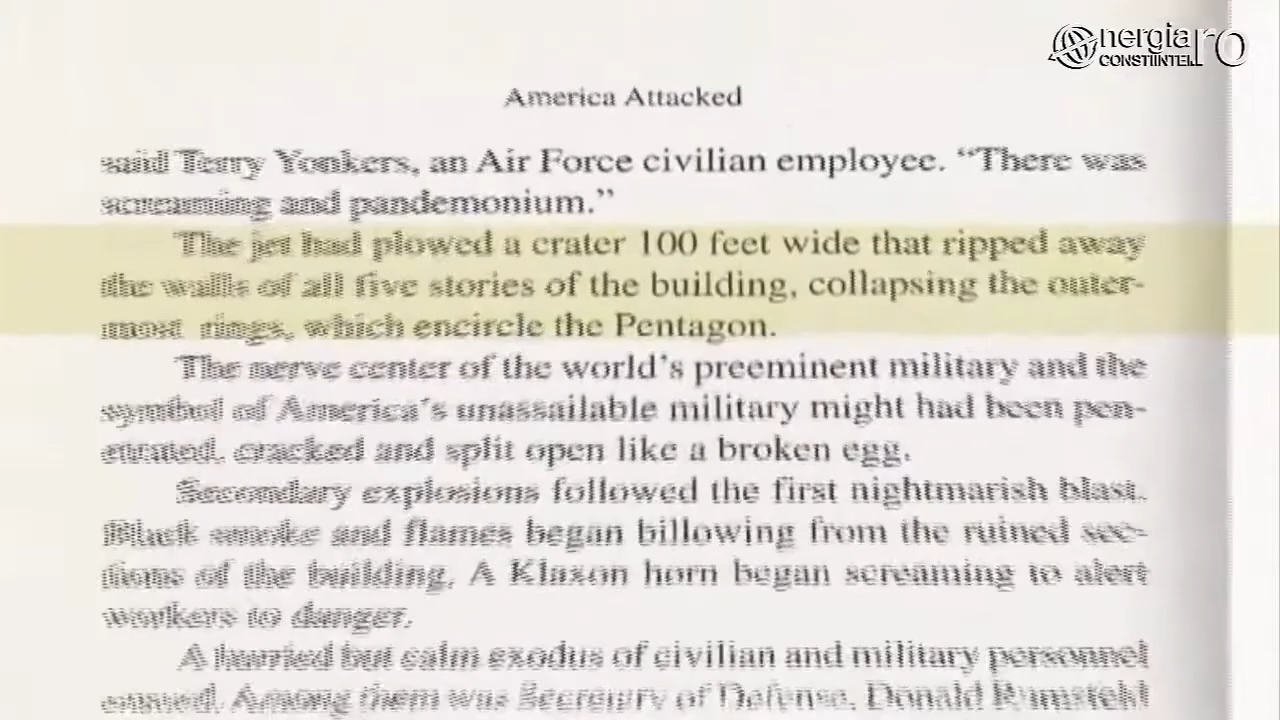 nergia
CONSTIINTEI.ro
America Attacked
said Terry Yonkers, an Air Force civilian employee. “There was
screaming and pandemonium.”
The jet had plowed a crater 100 feet wide that ripped away
the walls of all five stories of the building, collapsing the outer-
most rings, which encircle the Pentagon.
The nerve center of the world’s preeminent military and the
symbol of America’s unassailable military might had been pen-
etrated, cracked and split open like a broken egg.
Secondary explosions followed the first nightmarish blast.
Black smoke and flames began billowing from the ruined sec-
tions of the building. A Klaxon horn began screaming to alert
workers to danger.
A hurried but calm exodus of civilian and military personnel
ensued. Among them was Secretary of Defense, Donald Rumsfeld